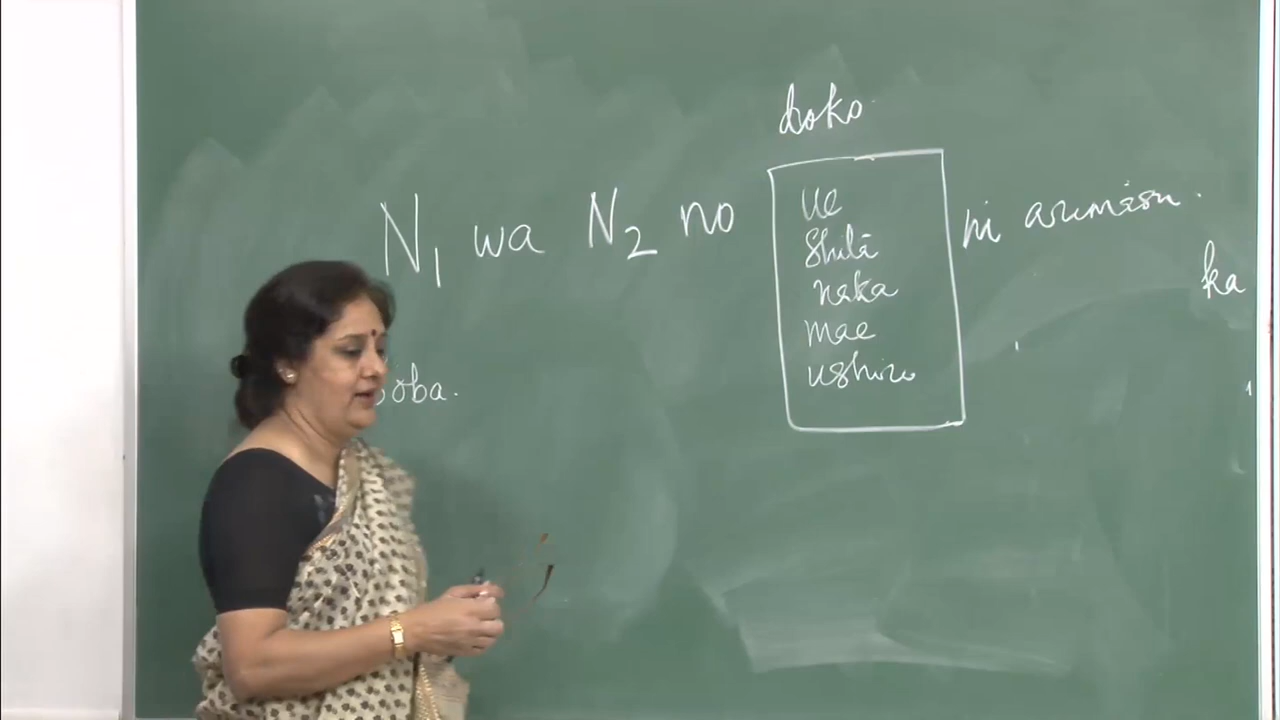 doko
N1 wa N2 no ni arimasu.
ue
shita
naka
mae
ushiro
ka
soba.